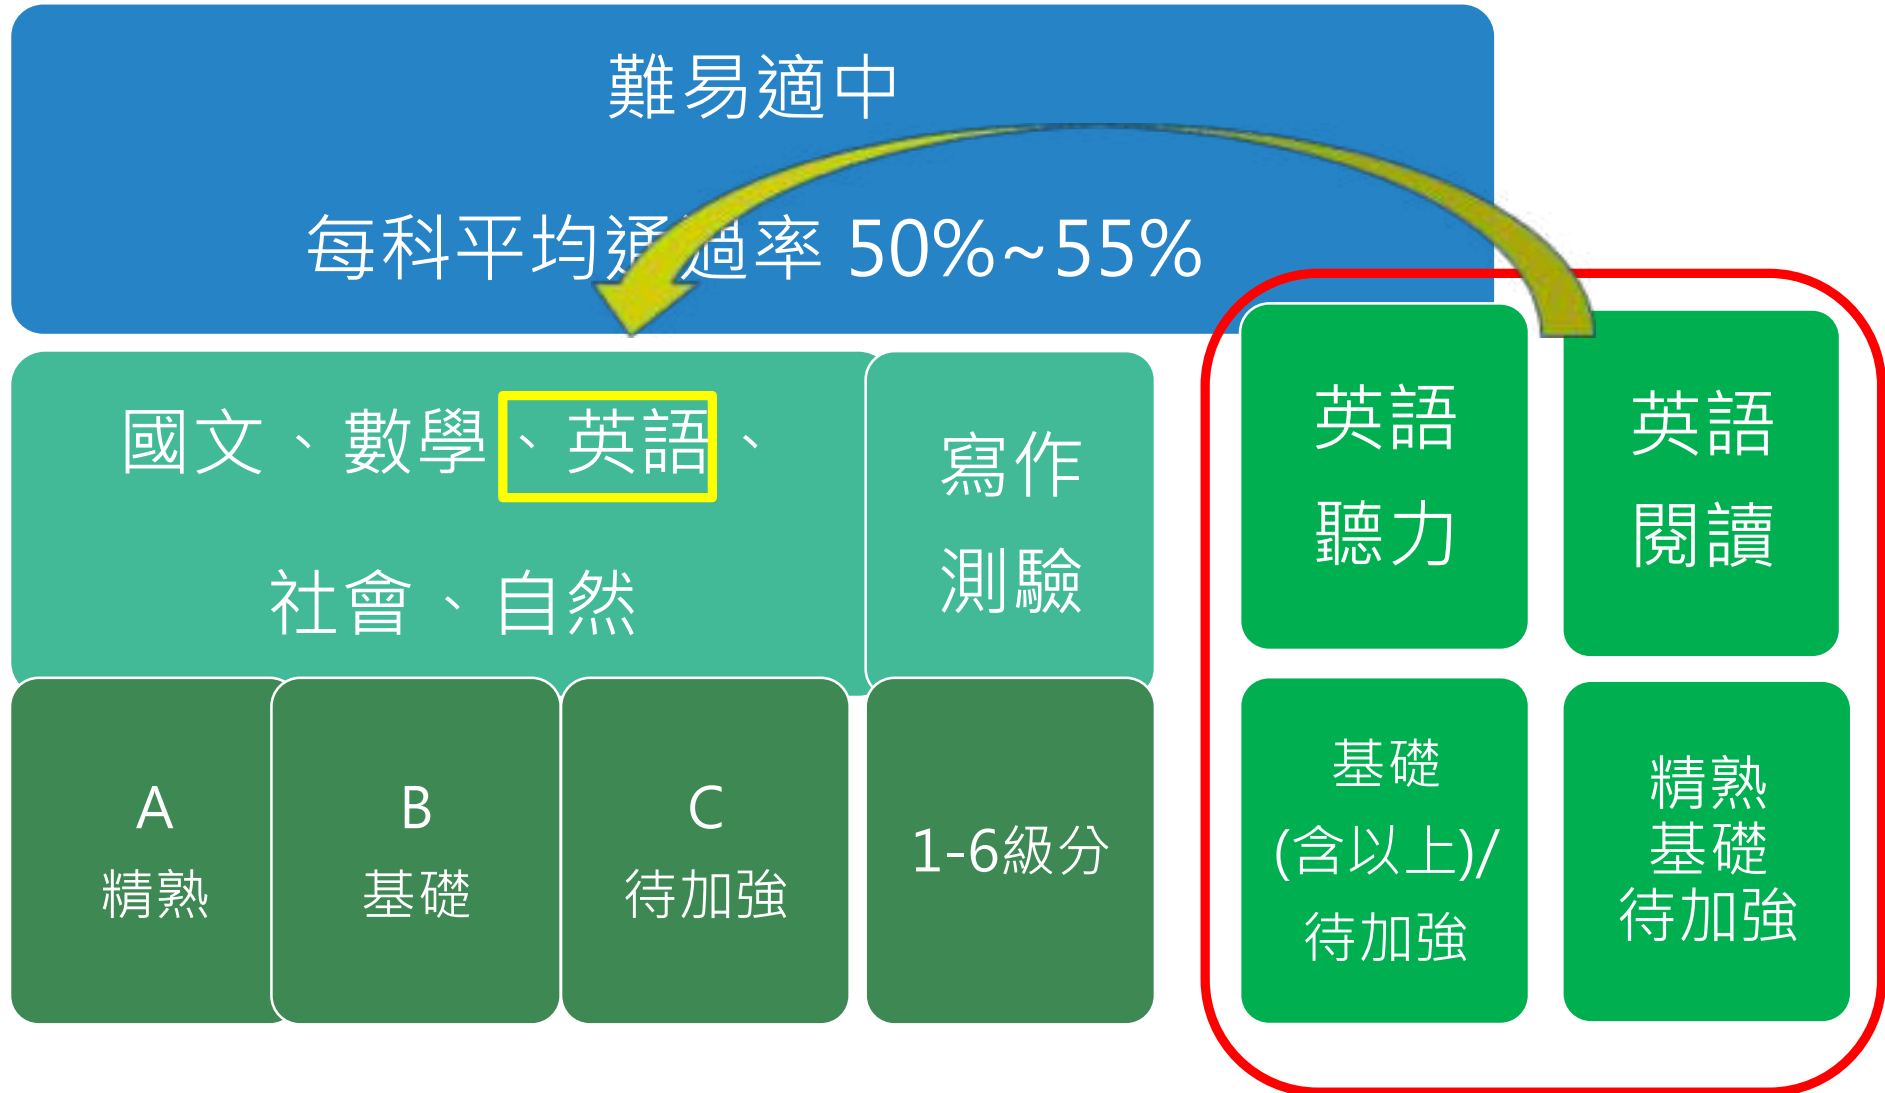 難易適中
每科平均通過率 50%~55%
國文、數學、英語、
社會、自然
寫作
測驗
英語
聽力
英語
閱讀
A
精熟
B
基礎
C
待加強
1-6級分
基礎
(含以上)/
待加強
精熟
基礎
待加強